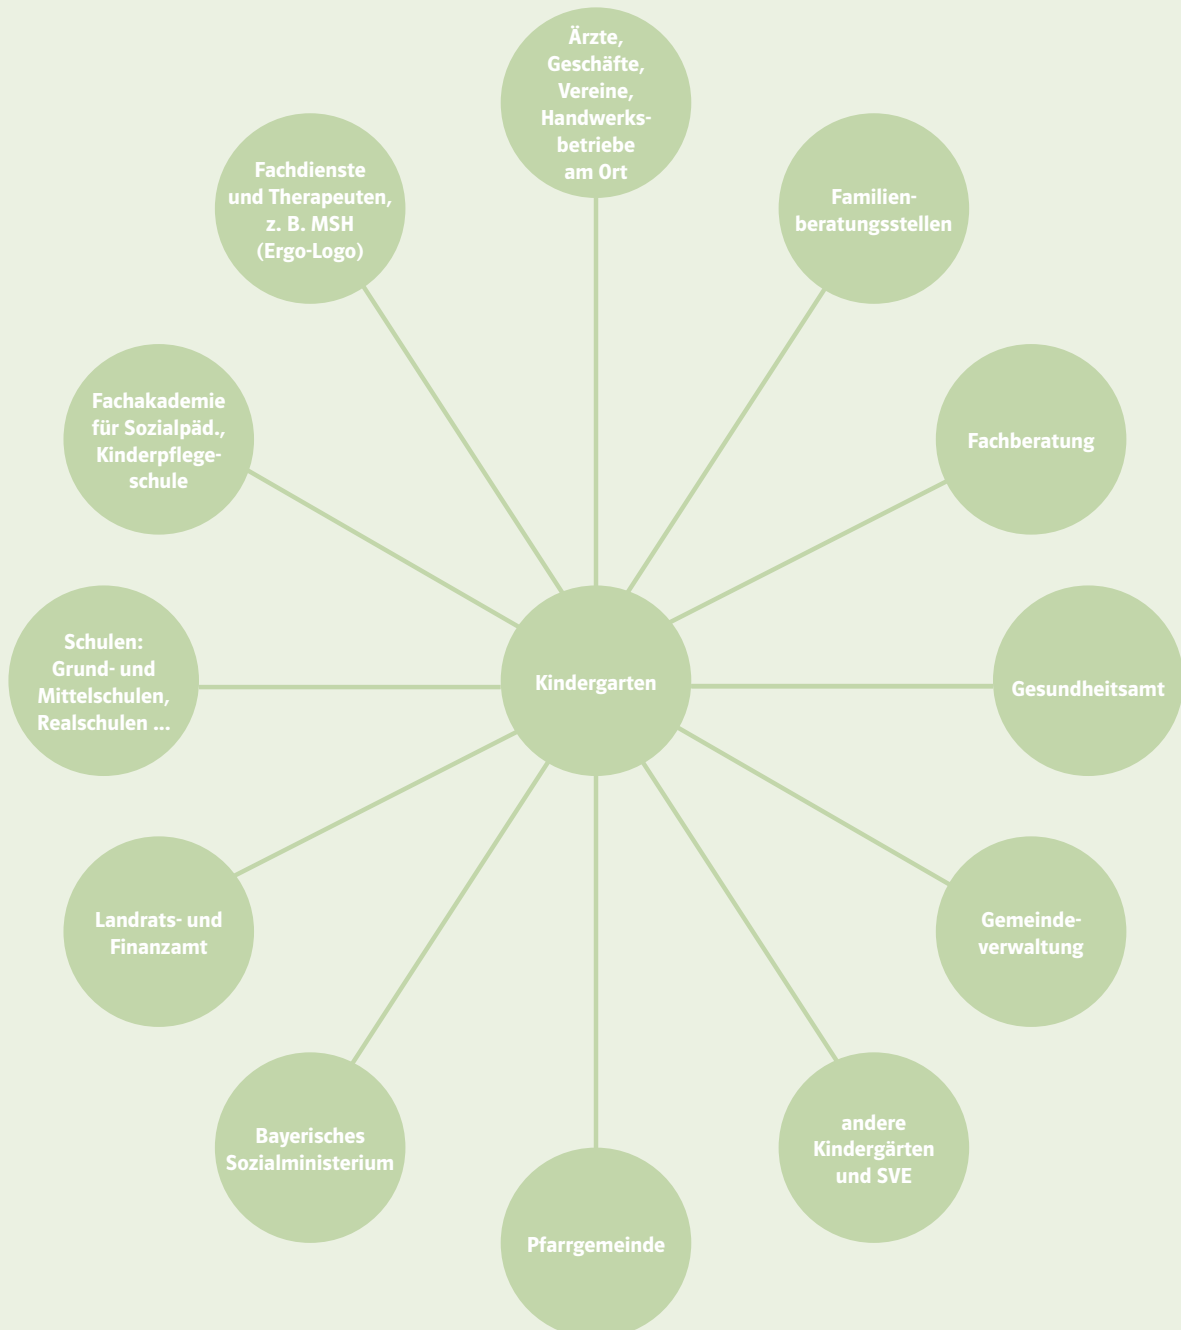 Ärzte,
Geschäfte,
Vereine,
Handwerks-
betriebe
am Ort
Fachdienste
und Therapeuten,
z. B. MSH
(Ergo-Logo)
Familien-
beratungsstellen
Fachakademie
für Sozialpäd.,
Kinderpflege-
schule
Fachberatung
Schulen:
Grund- und
Mittelschulen,
Realschulen ...
Kindergarten
Gesundheitsamt
Landrats- und
Finanzamt
Gemeinde-
verwaltung
Bayerisches
Sozialministerium
andere
Kindergärten
und SVE
Pfarrgemeinde